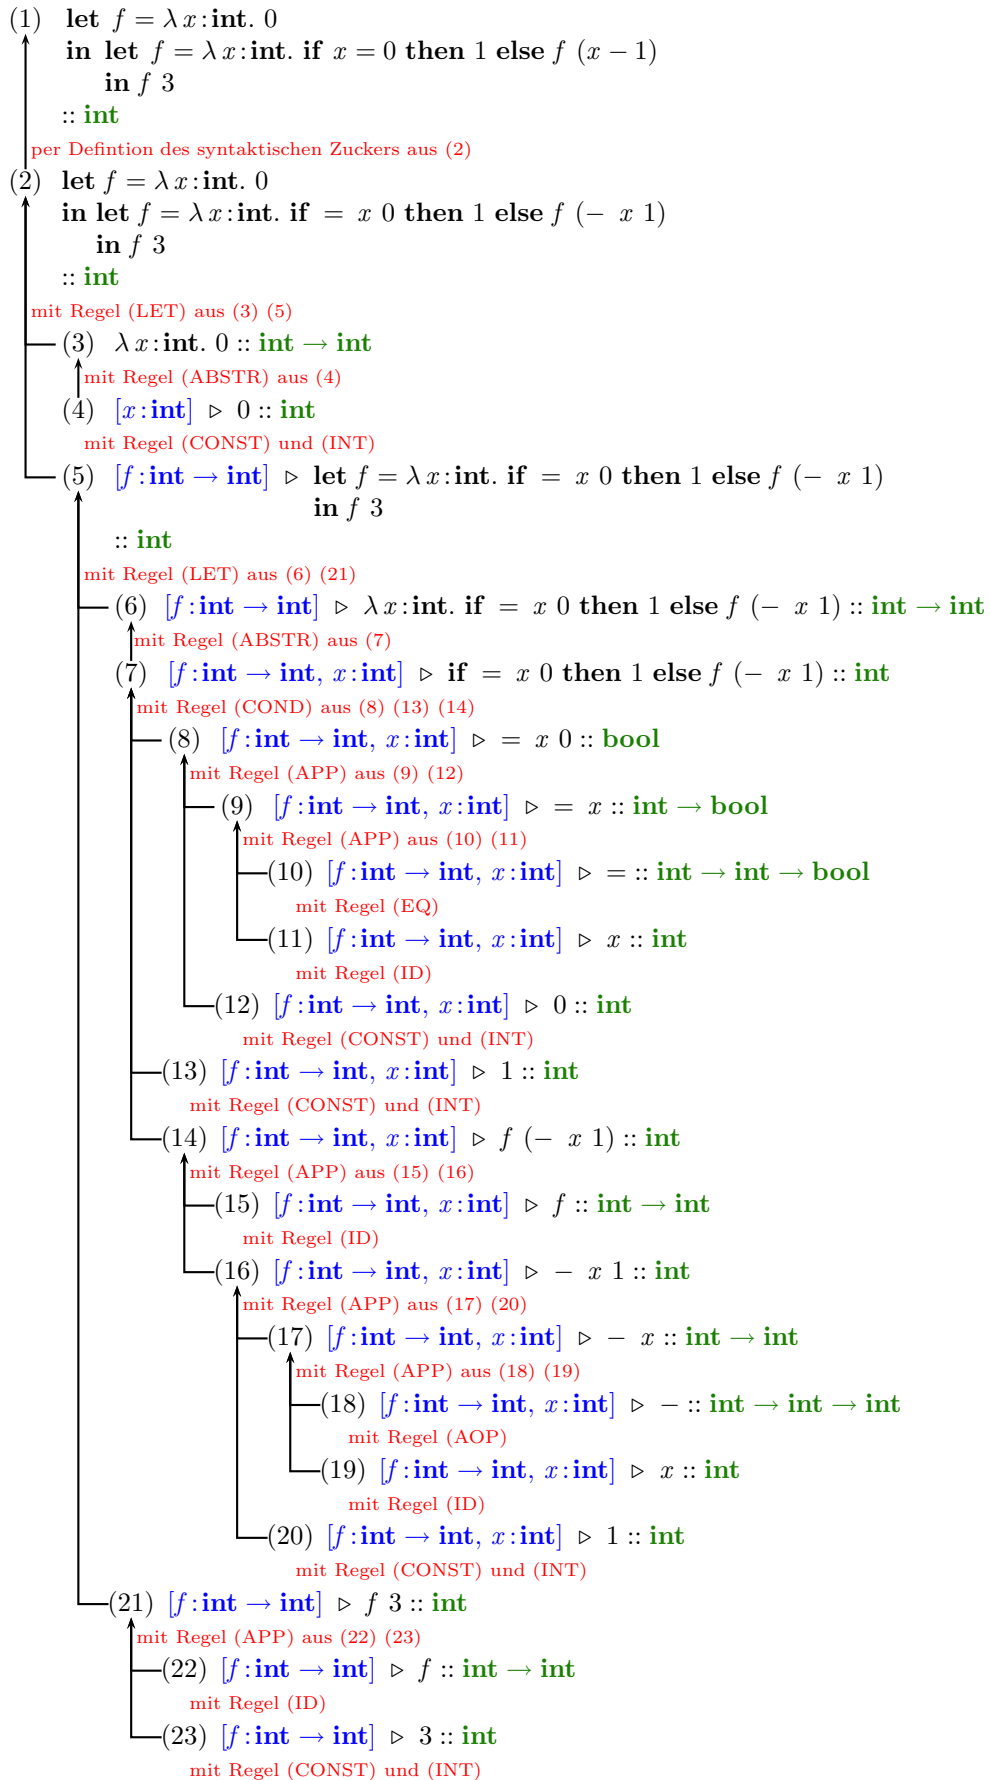 (1) let f = λ x : int. 0
in let f = λ x : int. if x = 0 then 1 else f (x − 1)
in f 3
:: int
per Defintion des syntaktischen Zuckers aus (2)
(2) let f = λ x : int. 0
in let f = λ x : int. if = x 0 then 1 else f (− x 1)
in f 3
:: int
mit Regel (LET) aus (3) (5)
(3) λ x : int. 0 :: int → int
mit Regel (ABSTR) aus (4)
(4) [x : int] ▷ 0 :: int
mit Regel (CONST) und (INT)
(5) [f : int → int] ▷ let f = λ x : int. if = x 0 then 1 else f (− x 1)
in f 3
:: int
mit Regel (LET) aus (6) (21)
(6) [f : int → int] ▷ λ x : int. if = x 0 then 1 else f (− x 1) :: int → int
mit Regel (ABSTR) aus (7)
(7) [f : int → int, x : int] ▷ if = x 0 then 1 else f (− x 1) :: int
mit Regel (COND) aus (8) (13) (14)
(8) [f : int → int, x : int] ▷ = x 0 :: bool
mit Regel (APP) aus (9) (12)
(9) [f : int → int, x : int] ▷ = x :: int → bool
mit Regel (APP) aus (10) (11)
(10) [f : int → int, x : int] ▷ = :: int → int → bool
mit Regel (EQ)
(11) [f : int → int, x : int] ▷ x :: int
mit Regel (ID)
(12) [f : int → int, x : int] ▷ 0 :: int
mit Regel (CONST) und (INT)
(13) [f : int → int, x : int] ▷ 1 :: int
mit Regel (CONST) und (INT)
(14) [f : int → int, x : int] ▷ f (− x 1) :: int
mit Regel (APP) aus (15) (16)
(15) [f : int → int, x : int] ▷ f :: int → int
mit Regel (ID)
(16) [f : int → int, x : int] ▷ − x 1 :: int
mit Regel (APP) aus (17) (20)
(17) [f : int → int, x : int] ▷ − x :: int → int
mit Regel (APP) aus (18) (19)
(18) [f : int → int, x : int] ▷ − :: int → int → int
mit Regel (AOP)
(19) [f : int → int, x : int] ▷ x :: int
mit Regel (ID)
(20) [f : int → int, x : int] ▷ 1 :: int
mit Regel (CONST) und (INT)
(21) [f : int → int] ▷ f 3 :: int
mit Regel (APP) aus (22) (23)
(22) [f : int → int] ▷ f :: int → int
mit Regel (ID)
(23) [f : int → int] ▷ 3 :: int
mit Regel (CONST) und (INT)